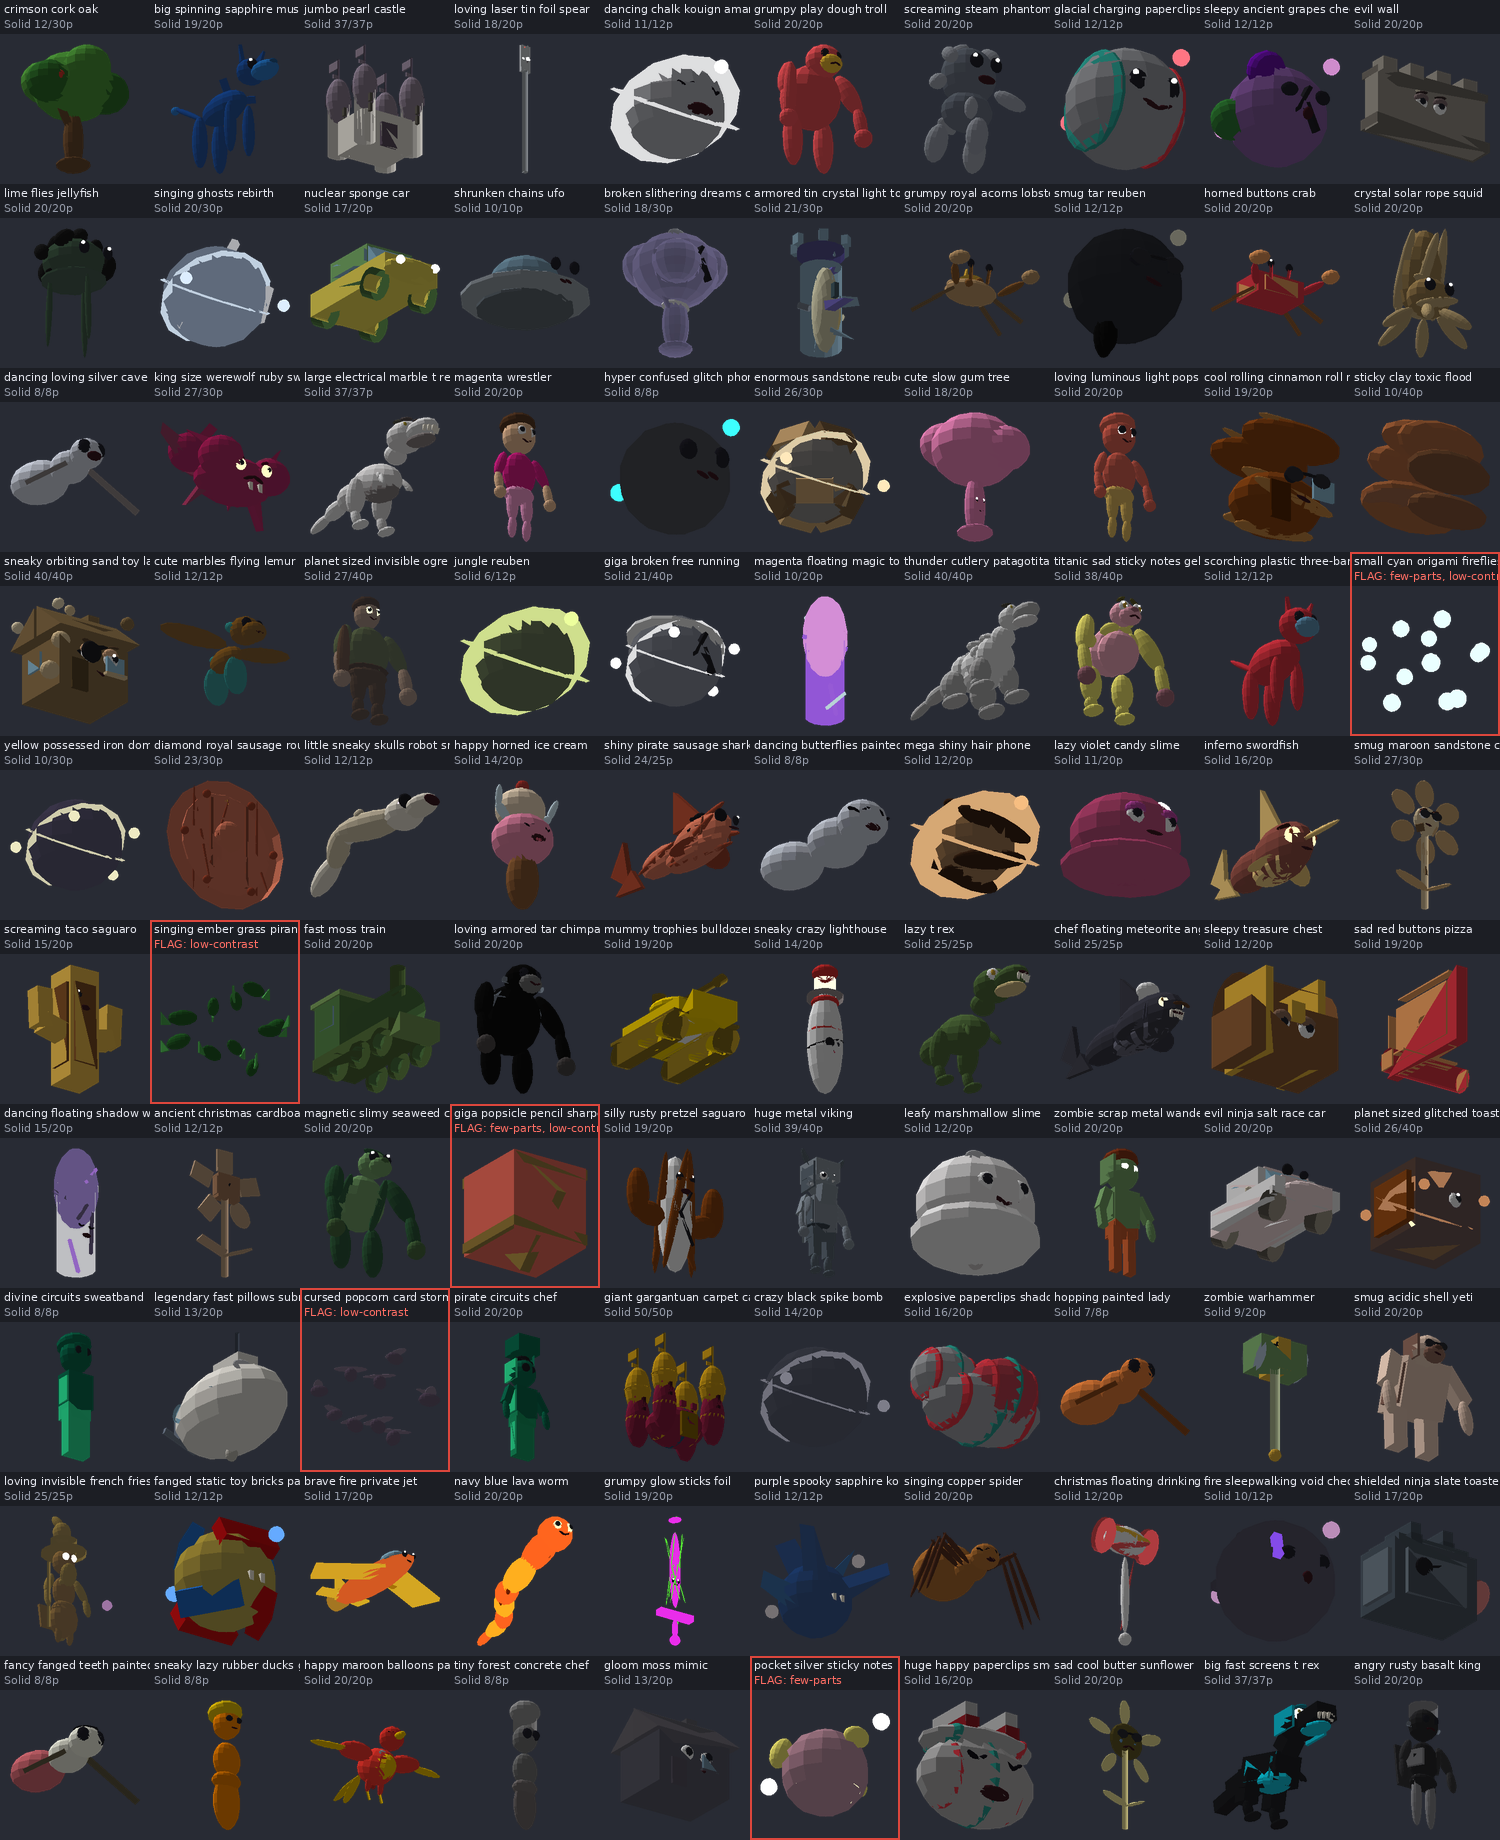 crimson cork oak
Solid 12/30p
big spinning sapphire mus
Solid 19/20p
jumbo pearl castle
Solid 37/37p
loving laser tin foil spear
Solid 18/20p
dancing chalk kouign aman
Solid 11/12p
grumpy play dough troll
Solid 20/20p
screaming steam phantom
Solid 20/20p
glacial charging paperclips
Solid 12/12p
sleepy ancient grapes che
Solid 12/12p
evil wall
Solid 20/20p
lime flies jellyfish
Solid 20/20p
singing ghosts rebirth
Solid 20/30p
nuclear sponge car
Solid 17/20p
shrunken chains ufo
Solid 10/10p
broken slithering dreams c
Solid 18/30p
armored tin crystal light to
Solid 21/30p
grumpy royal acorns lobste
Solid 20/20p
smug tar reuben
Solid 12/12p
horned buttons crab
Solid 20/20p
crystal solar rope squid
Solid 20/20p
dancing loving silver cave
Solid 8/8p
king size werewolf ruby sw
Solid 27/30p
large electrical marble t re
Solid 37/37p
magenta wrestler
Solid 20/20p
hyper confused glitch phor
Solid 8/8p
enormous sandstone reube
Solid 26/30p
cute slow gum tree
Solid 20/20p
loving luminous light pops
Solid 20/20p
cool rolling cinnamon roll r
Solid 19/20p
sticky clay toxic flood
Solid 10/40p
sneaky orbiting sand toy la
Solid 40/40p
cute marbles flying lemur
Solid 12/12p
planet sized invisible ogre
Solid 27/40p
jungle reuben
Solid 6/12p
giga broken free running
Solid 21/40p
magenta floating magic to
Solid 10/20p
thunder cutlery patagotita
Solid 40/40p
titanic sad sticky notes gel
Solid 38/40p
scorching plastic three-bar
Solid 12/12p
small cyan origami fireflie
FLAG: few-parts, low-contr
yellow possessed iron dom
Solid 10/30p
diamond royal sausage rou
Solid 23/30p
little sneaky skulls robot sn
Solid 12/12p
happy horned ice cream
Solid 14/20p
shiny pirate sausage shark
Solid 24/25p
dancing butterflies painted
Solid 8/8p
mega shiny hair phone
Solid 12/20p
lazy violet candy slime
Solid 11/20p
inferno swordfish
Solid 16/20p
smug maroon sandstone c
Solid 27/30p
screaming taco saguaro
Solid 15/20p
singing ember grass piran
FLAG: low-contrast
fast moss train
Solid 20/20p
loving armored tar chimpa
Solid 20/20p
mummy trophies bulldozer
Solid 19/20p
sneaky crazy lighthouse
Solid 14/20p
lazy t rex
Solid 25/25p
chef floating meteorite ang
Solid 25/25p
sleepy treasure chest
Solid 12/20p
sad red buttons pizza
Solid 19/20p
dancing floating shadow w
Solid 15/20p
ancient christmas cardboa
Solid 12/12p
magnetic slimy seaweed c
Solid 20/20p
giga popsicle pencil sharpe
FLAG: few-parts, low-contr
silly rusty pretzel saguaro
Solid 19/20p
huge metal viking
Solid 39/40p
leafy marshmallow slime
Solid 12/20p
zombie scrap metal wande
Solid 20/20p
evil ninja salt race car
Solid 20/20p
planet sized glitched toast
Solid 26/40p
divine circuits sweatband
Solid 8/8p
legendary fast pillows subr
Solid 13/20p
cursed popcorn card storm
FLAG: low-contrast
pirate circuits chef
Solid 20/20p
giant gargantuan carpet ca
Solid 50/50p
crazy black spike bomb
Solid 14/20p
explosive paperclips shado
Solid 16/20p
hopping painted lady
Solid 7/8p
zombie warhammer
Solid 9/20p
smug acidic shell yeti
Solid 20/20p
loving invisible french fries
Solid 25/25p
fanged static toy bricks pa
Solid 12/12p
brave fire private jet
Solid 17/20p
navy blue lava worm
Solid 20/20p
grumpy glow sticks foil
Solid 19/20p
purple spooky sapphire ko
Solid 12/12p
singing copper spider
Solid 20/20p
christmas floating drinking
Solid 12/20p
fire sleepwalking void chec
Solid 10/12p
shielded ninja slate toaste
Solid 17/20p
fancy fanged teeth painted
Solid 8/8p
sneaky lazy rubber ducks g
Solid 8/8p
happy maroon balloons pa
Solid 20/20p
tiny forest concrete chef
Solid 8/8p
gloom moss mimic
Solid 13/20p
pocket silver sticky notes
FLAG: few-parts
huge happy paperclips sm
Solid 16/20p
sad cool butter sunflower
Solid 20/20p
big fast screens t rex
Solid 37/37p
angry rusty basalt king
Solid 20/20p